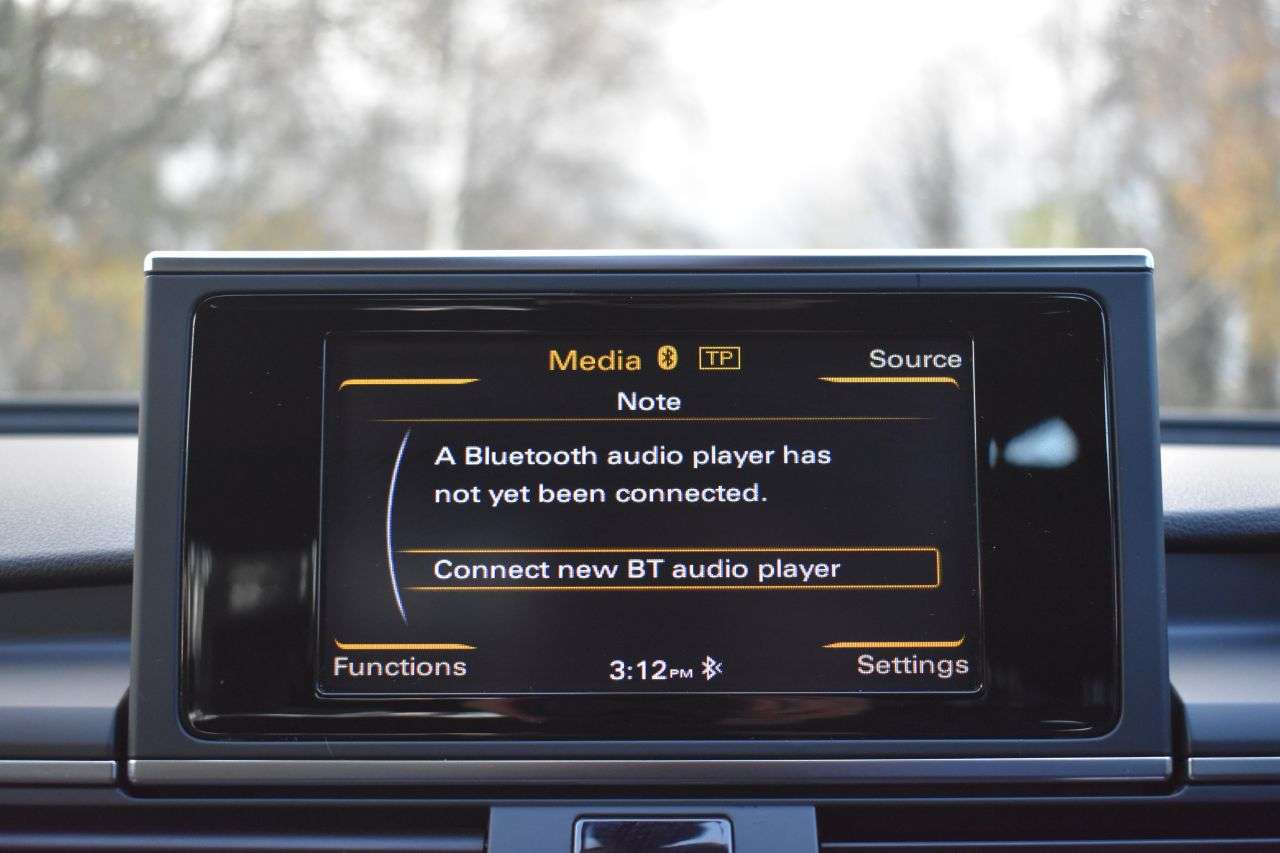 Media TP Source
Note
A Bluetooth audio player has
not yet been connected.
Connect new BT audio player
Functions 3:12PM Settings